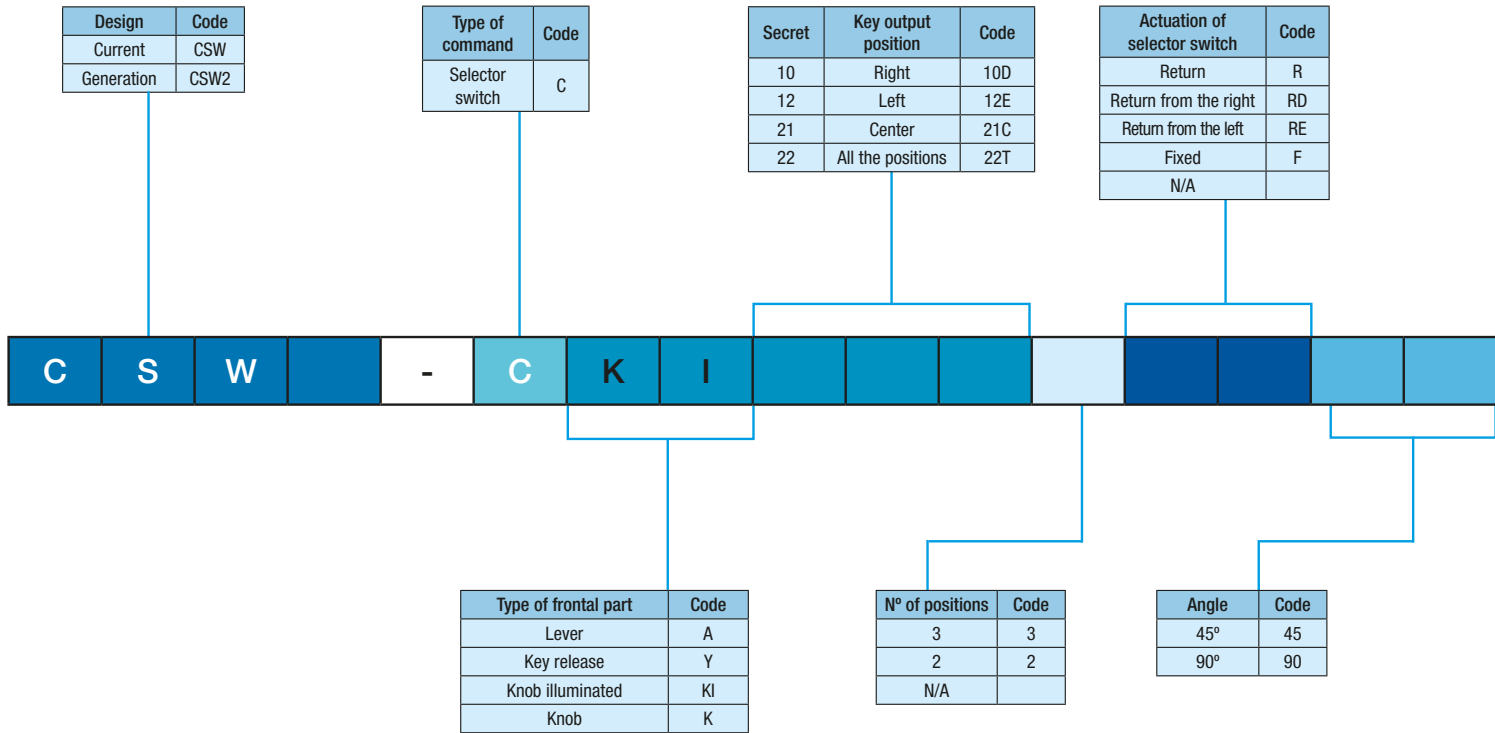 Design Code
Current CSW
Generation CSW2
Type of command Code
Selector switch C
Secret Key output position Code
10 Right 10D
12 Left 12E
21 Center 21C
22 All the positions 22T
Actuation of selector switch Code
Return R
Return from the right RD
Return from the left RE
Fixed F
N/A
C S W - C K I
Type of frontal part Code
Lever A
Key release Y
Knob illuminated KI
Knob K
Nº of positions Code
3 3
2 2
N/A
Angle Code
45º 45
90º 90